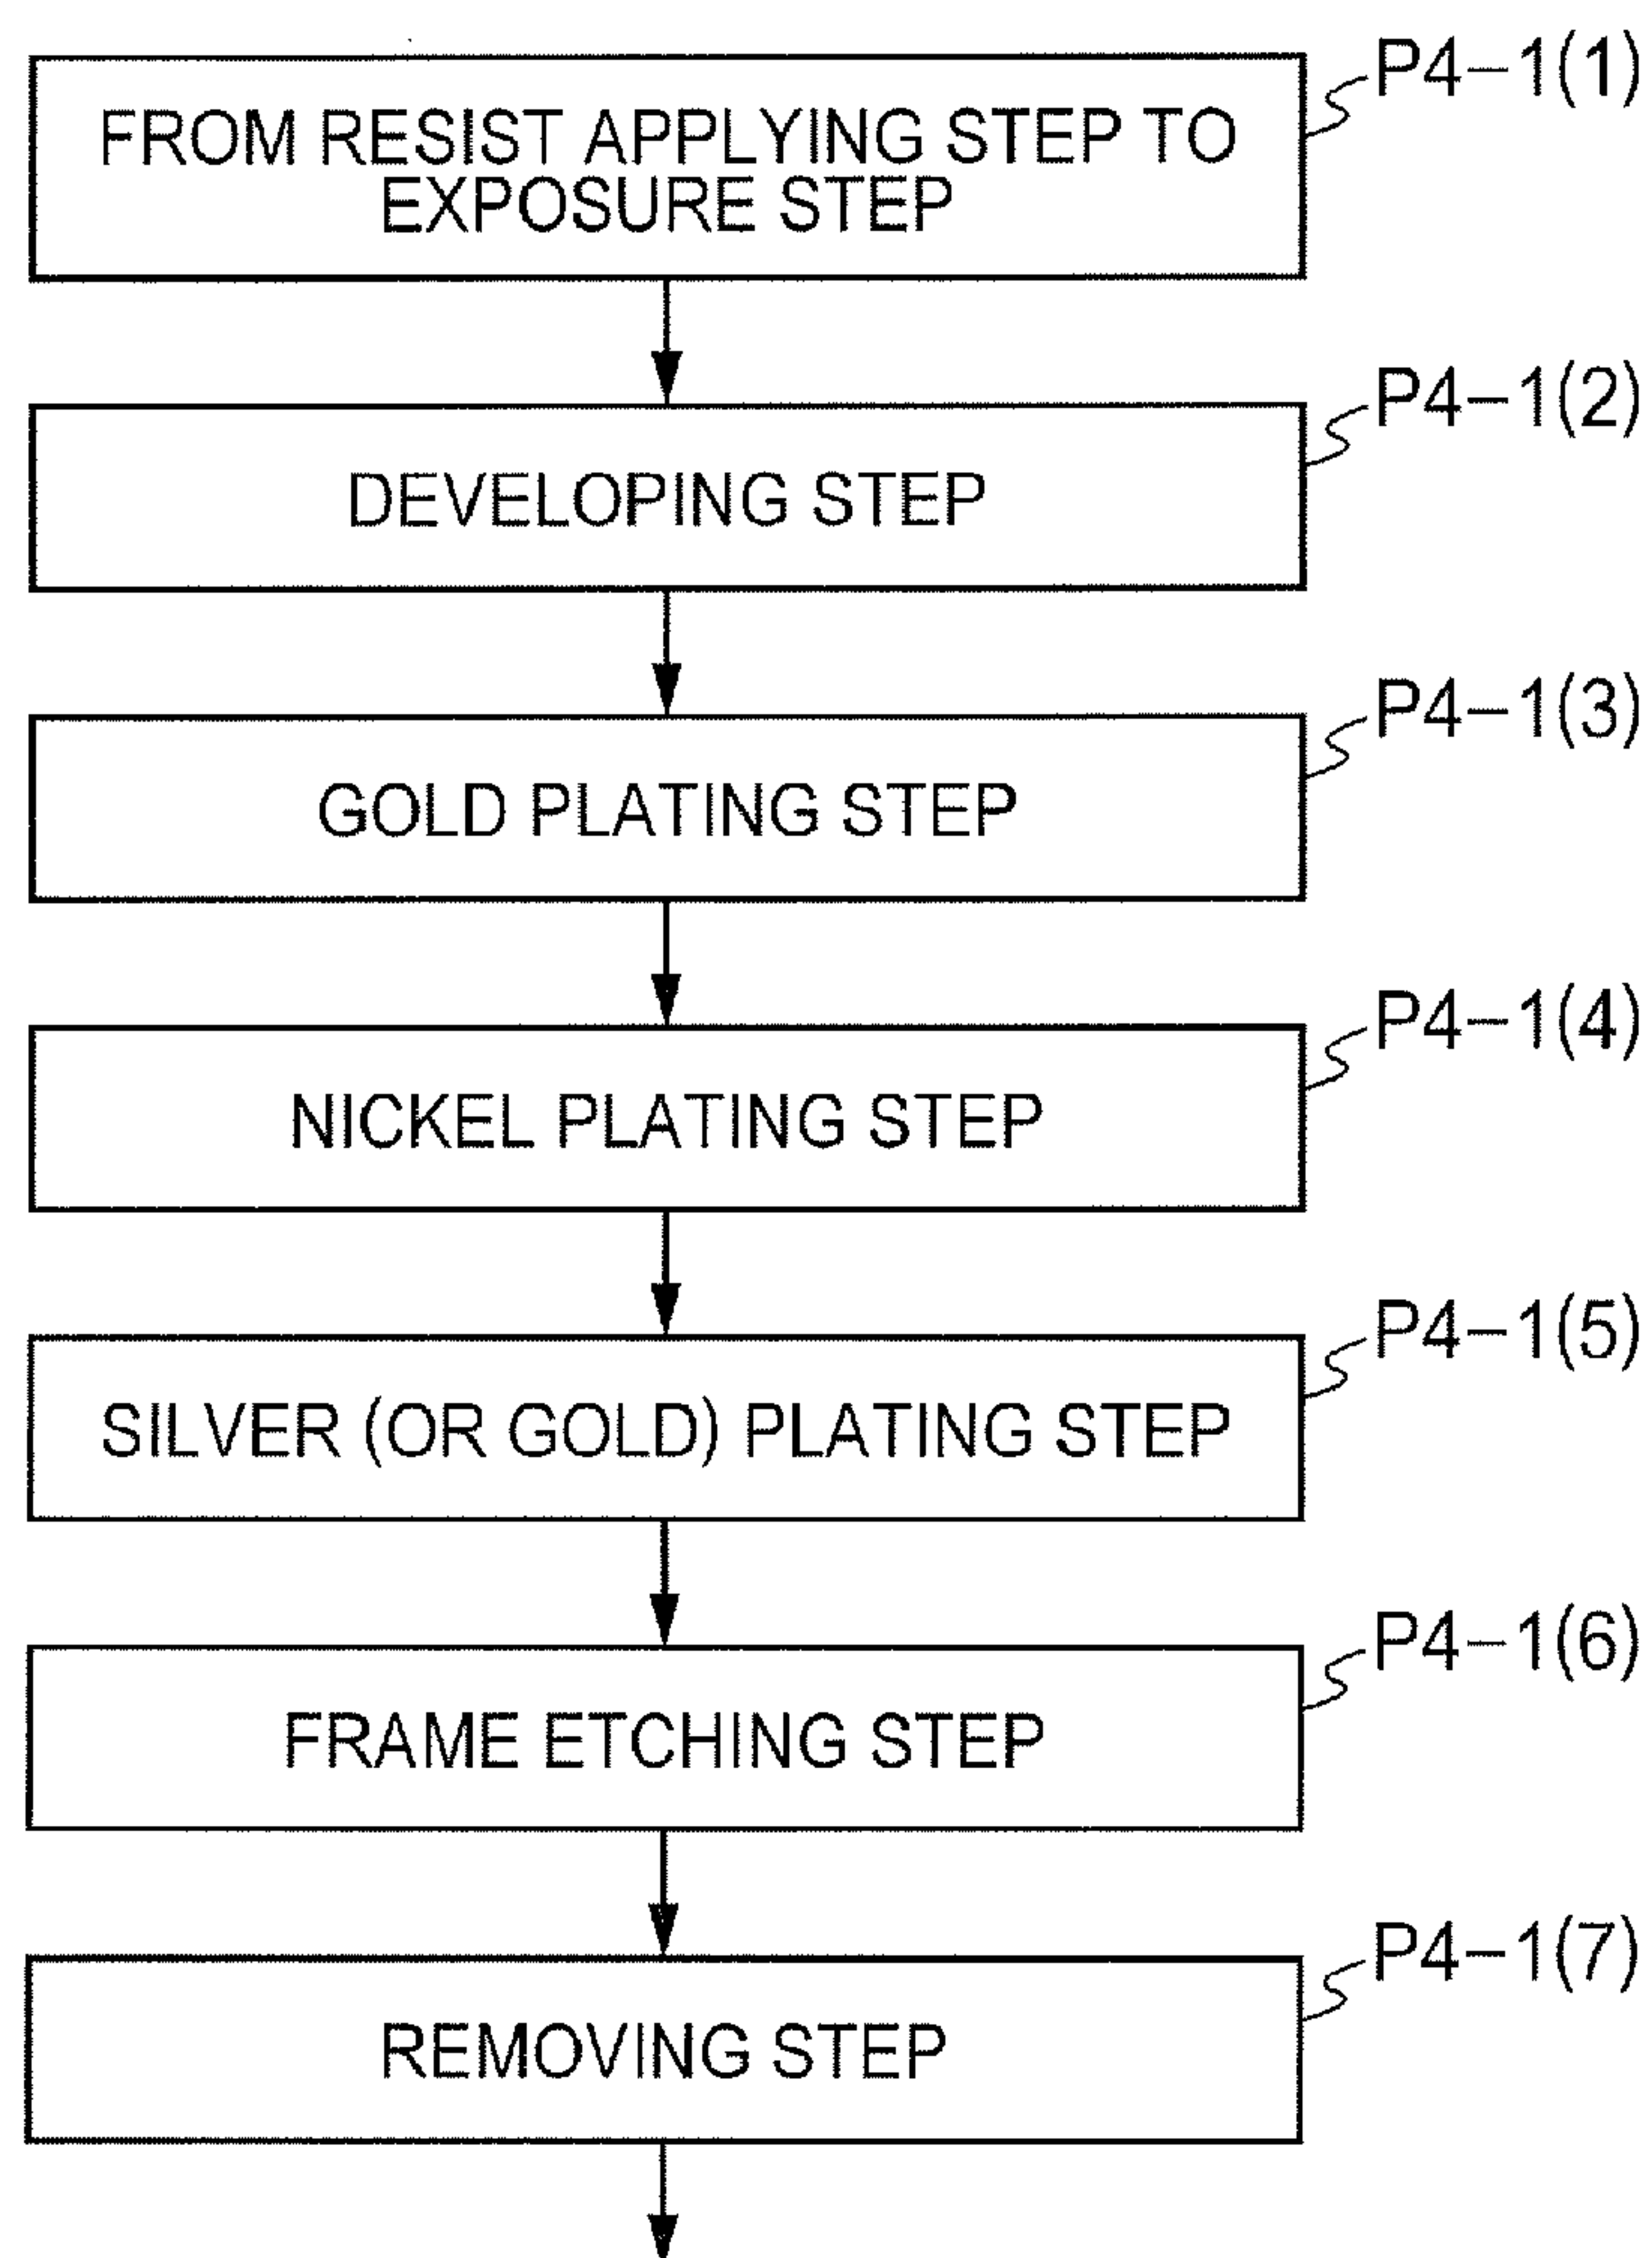 P4-1(1)
FROM RESIST APPLYING STEP TO
EXPOSURE STEP
P4-1(2)
DEVELOPING STEP
P4-1(3)
GOLD PLATING STEP
P4-1(4)
NICKEL PLATING STEP
P4-1(5)
SILVER (OR GOLD) PLATING STEP
P4-1(6)
FRAME ETCHING STEP
P4-1(7)
REMOVING STEP